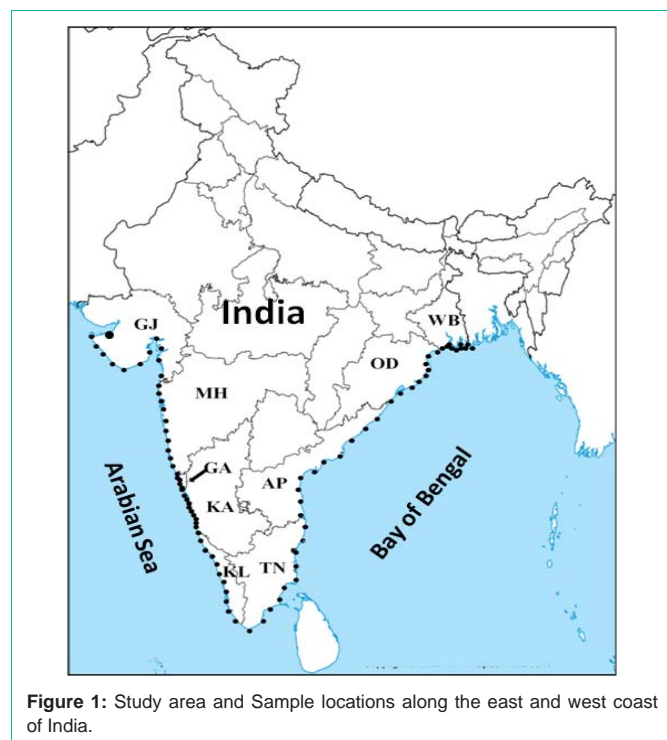 GJ
India
WB
OD
MH
GA
AP
KA
Arabian Sea
Bay of Bengal
KL
TN
Figure 1: Study area and Sample locations along the east and west coast
of India.